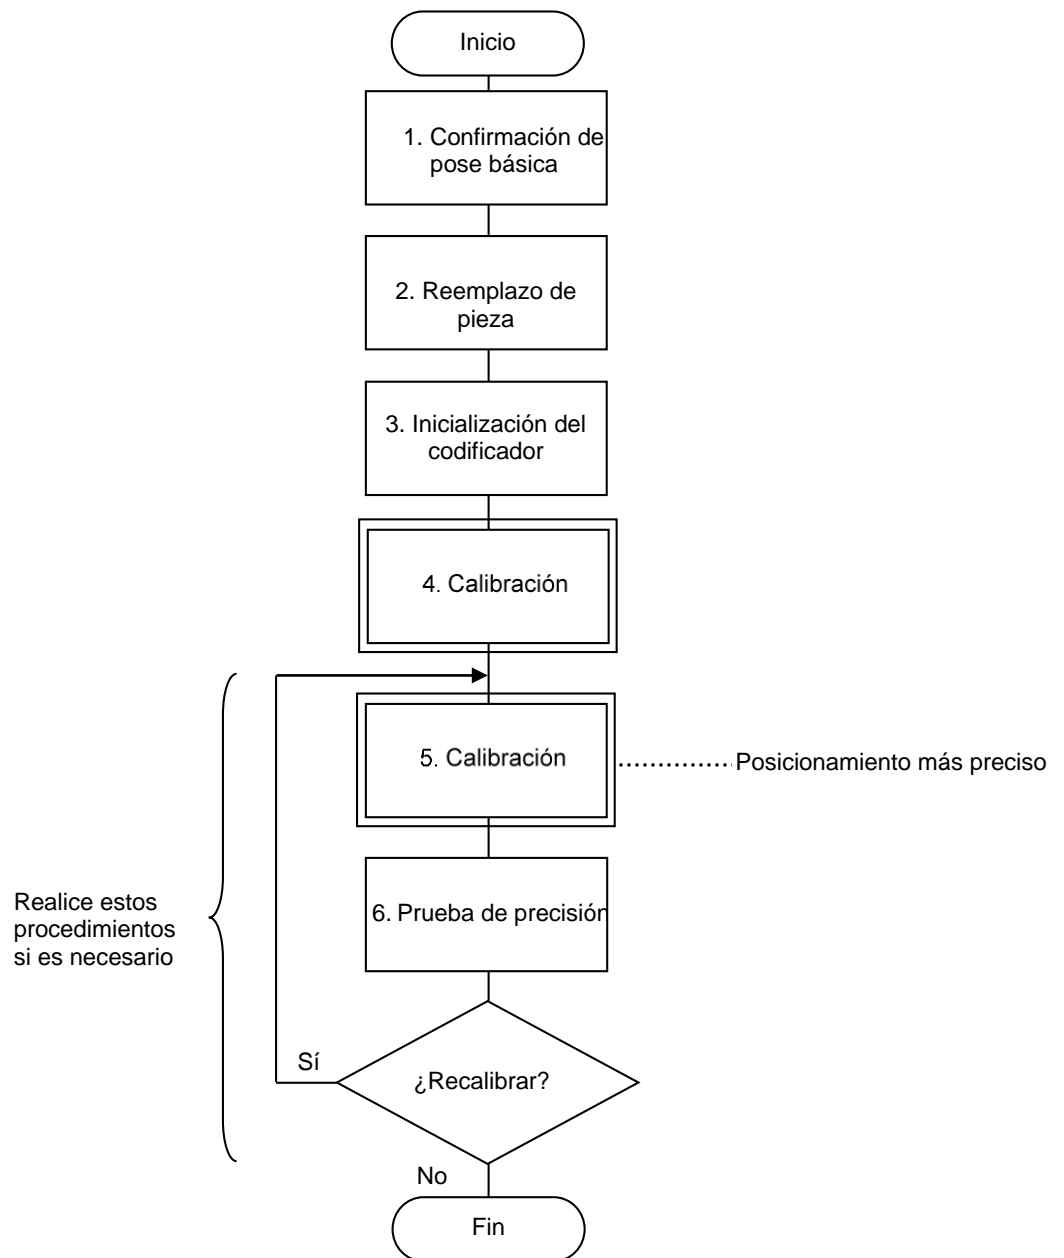 Inicio
1. Confirmación de
pose básica
2. Reemplazo de
pieza
3. Inicialización del
codificador
4. Calibración
5. Calibración
Posicionamiento más preciso
6. Prueba de precisión
Realice estos
procedimientos
si es necesario
Sí
¿Recalibrar?
No
Fin